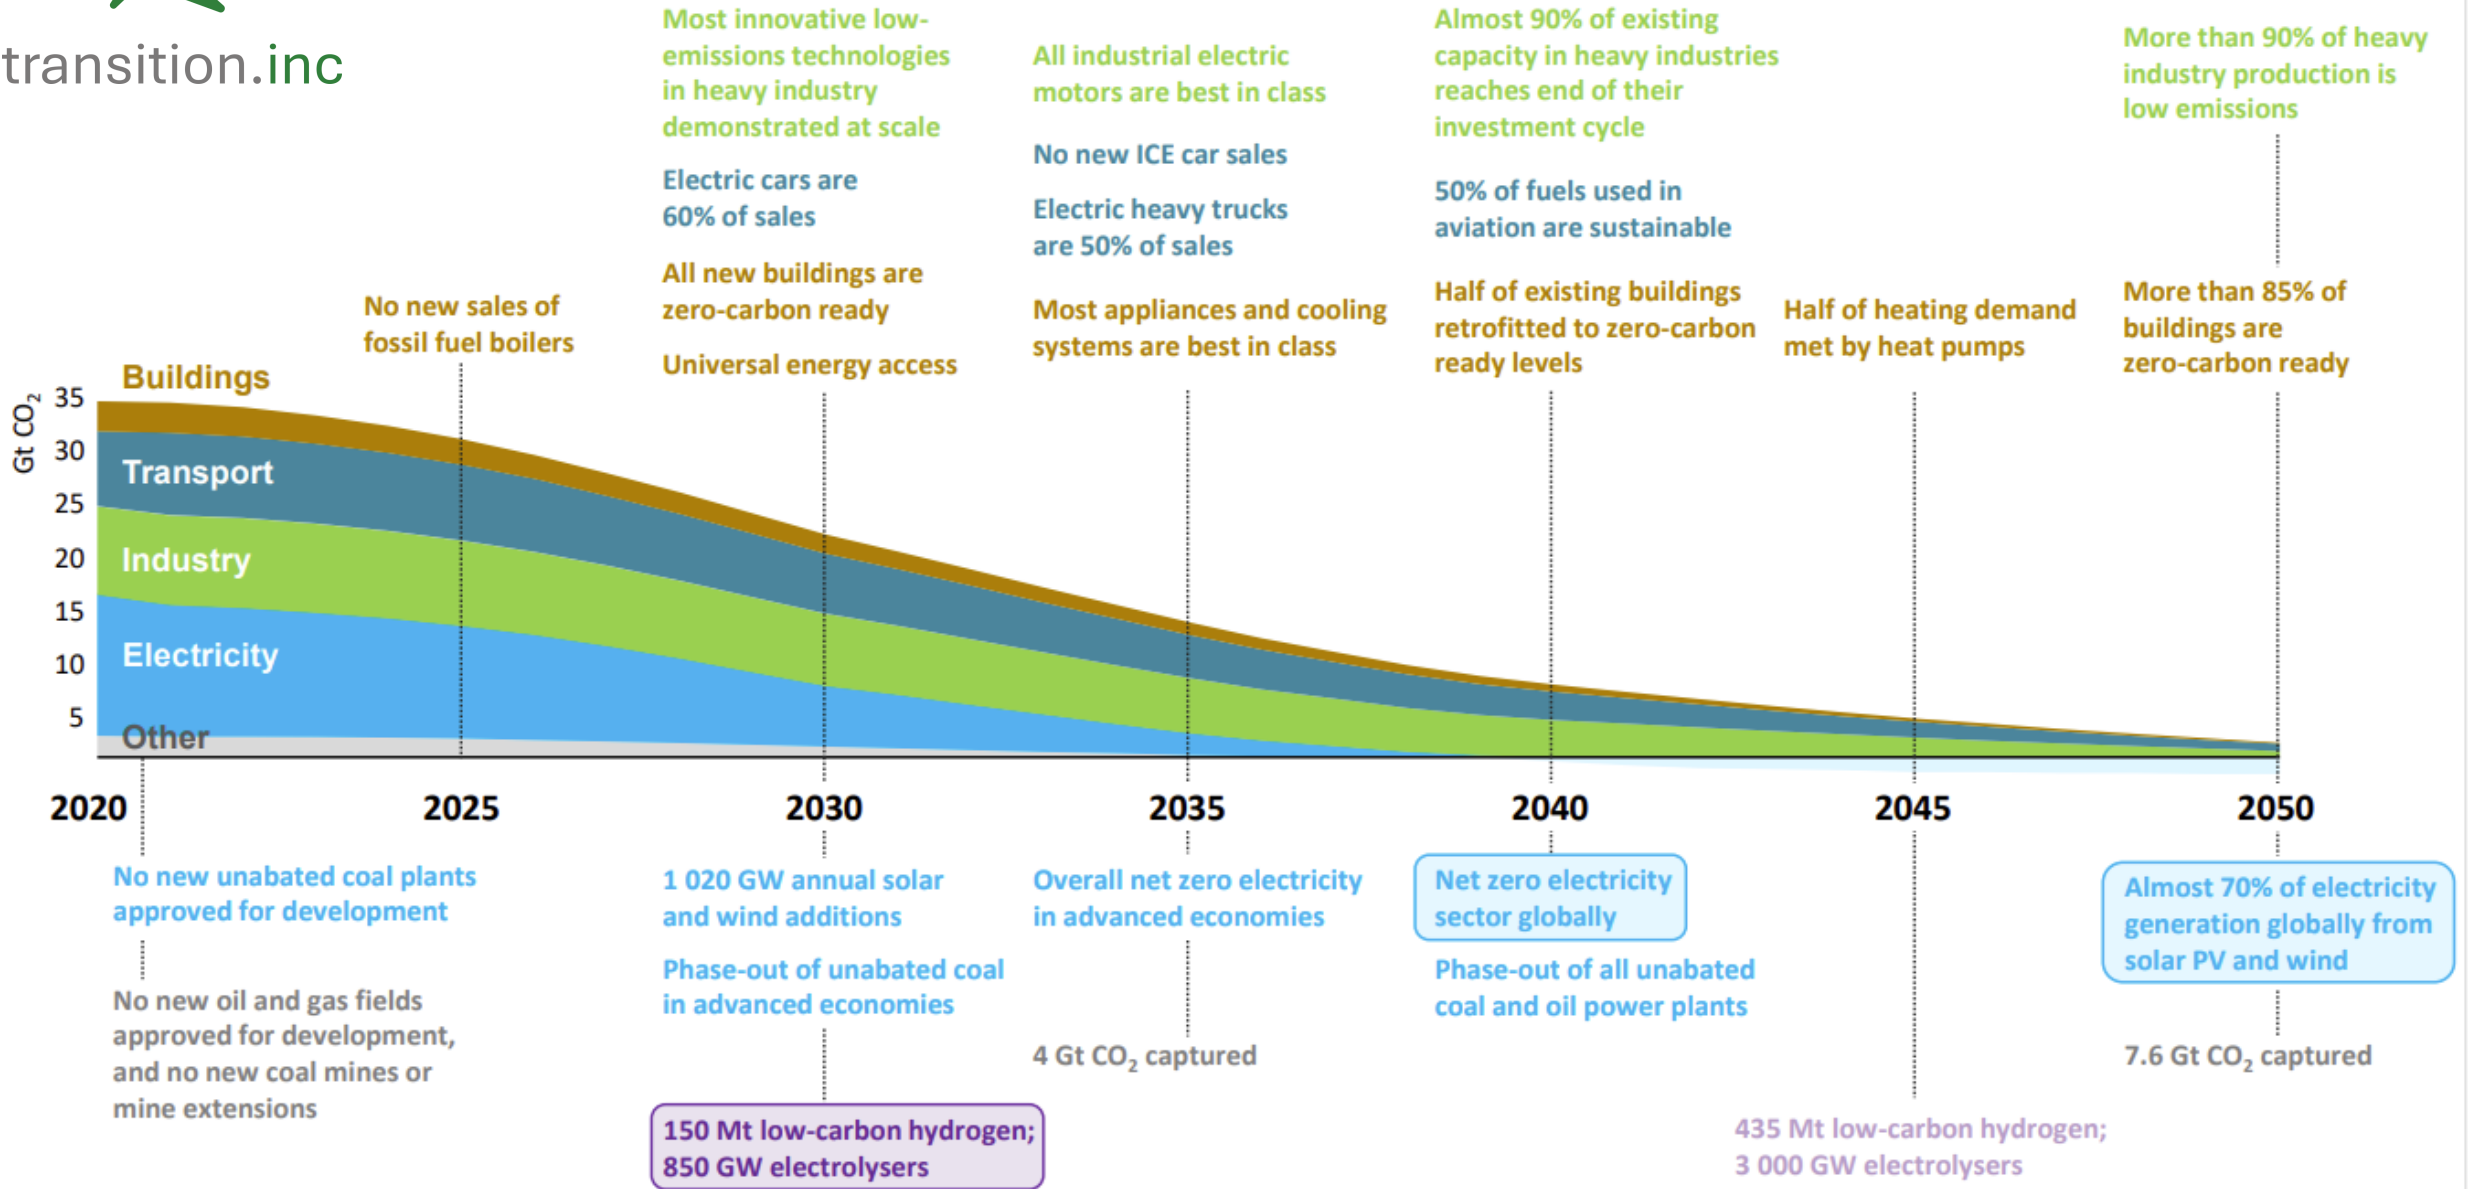 transition.inc
Most innovative low-
emissions technologies
in heavy industry
demonstrated at scale
Electric cars are
60% of sales
All new buildings are
zero-carbon ready
Universal energy access
All industrial electric
motors are best in class
No new ICE car sales
Electric heavy trucks
are 50% of sales
Most appliances and cooling
systems are best in class
Almost 90% of existing
capacity in heavy industries
reaches end of their
investment cycle
50% of fuels used in
aviation are sustainable
Half of existing buildings
retrofitted to zero-carbon
ready levels
Half of heating demand
met by heat pumps
More than 90% of heavy
industry production is
low emissions
More than 85% of
buildings are
zero-carbon ready
No new sales of
fossil fuel boilers
Gt CO₂
35
30
25
20
15
10
5
Buildings
Transport
Industry
Electricity
Other
2020
2025
2030
2035
2040
2045
2050
No new unabated coal plants
approved for development
No new oil and gas fields
approved for development,
and no new coal mines or
mine extensions
1 020 GW annual solar
and wind additions
Phase-out of unabated coal
in advanced economies
150 Mt low-carbon hydrogen;
850 GW electrolysers
Overall net zero electricity
in advanced economies
4 Gt CO₂ captured
Net zero electricity
sector globally
Phase-out of all unabated
coal and oil power plants
435 Mt low-carbon hydrogen;
3 000 GW electrolysers
Almost 70% of electricity
generation globally from
solar PV and wind
7.6 Gt CO₂ captured